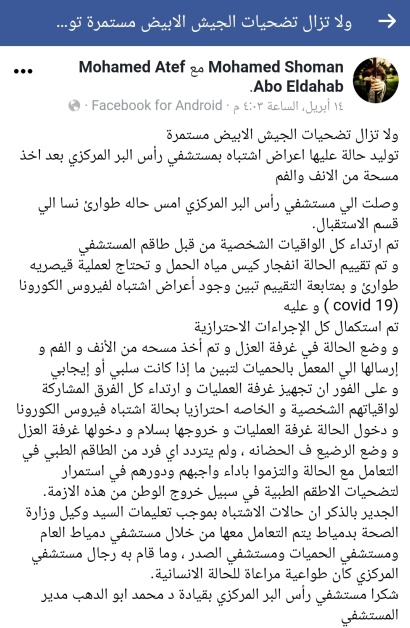 ولا تزال تضحيات الجيش الابيض مستمرة تو...
Mohamed Atef مع Mohamed Shoman
.Abo Eldahab
١٤ أبريل، الساعة ٤:٠٣ م · Facebook for Android ·
ولا تزال تضحيات الجيش الابيض مستمرة
توليد حالة عليها اعراض اشتباه بمستشفي رأس البر المركزي بعد اخذ
مسحة من الانف والفم
وصلت الي مستشفي رأس البر المركزي امس حاله طوارئ نسا الي
قسم الاستقبال.
تم ارتداء كل الواقيات الشخصية من قبل طاقم المستشفي
و تم تقييم الحالة انفجار كيس مياه الحمل و تحتاج لعملية قيصريه
طوارئ و بمتابعة التقييم تبين وجود أعراض اشتباه لفيروس الكورونا
(covid 19 ) و عليه
تم استكمال كل الإجراءات الاحترازية
و وضع الحالة في غرفة العزل و تم أخذ مسحه من الأنف و الفم و
إرسالها الي المعمل بالحميات لتبين ما إذا كانت سلبي أو إيجابي
و على الفور ان تجهيز غرفة العمليات و ارتداء كل الفرق المشاركة
لواقياتهم الشخصية و الخاصه احترازيا بحالة اشتباه فيروس الكورونا
و دخول الحالة غرفة العمليات و خروجها بسلام و دخولها غرفة العزل
و وضع الرضيع ف الحضانه ، ولم يتردد اي فرد من الطاقم الطبي في
التعامل مع الحالة والتزموا باداء واجبهم ودورهم في استمرار
لتضحيات الاطقم الطبية في سبيل خروج الوطن من هذه الازمة.
الجدير بالذكر ان حالات الاشتباه بموجب تعليمات السيد وكيل وزارة
الصحة بدمياط يتم التعامل معها من خلال مستشفي دمياط العام
ومستشفي الحميات ومستشفي الصدر ، وما قام به رجال مستشفي
المركزي كان طواعية مراعاة للحالة الانسانية.
شكرا مستشفي رأس البر المركزي بقيادة د محمد ابو الدهب مدير
المستشفي